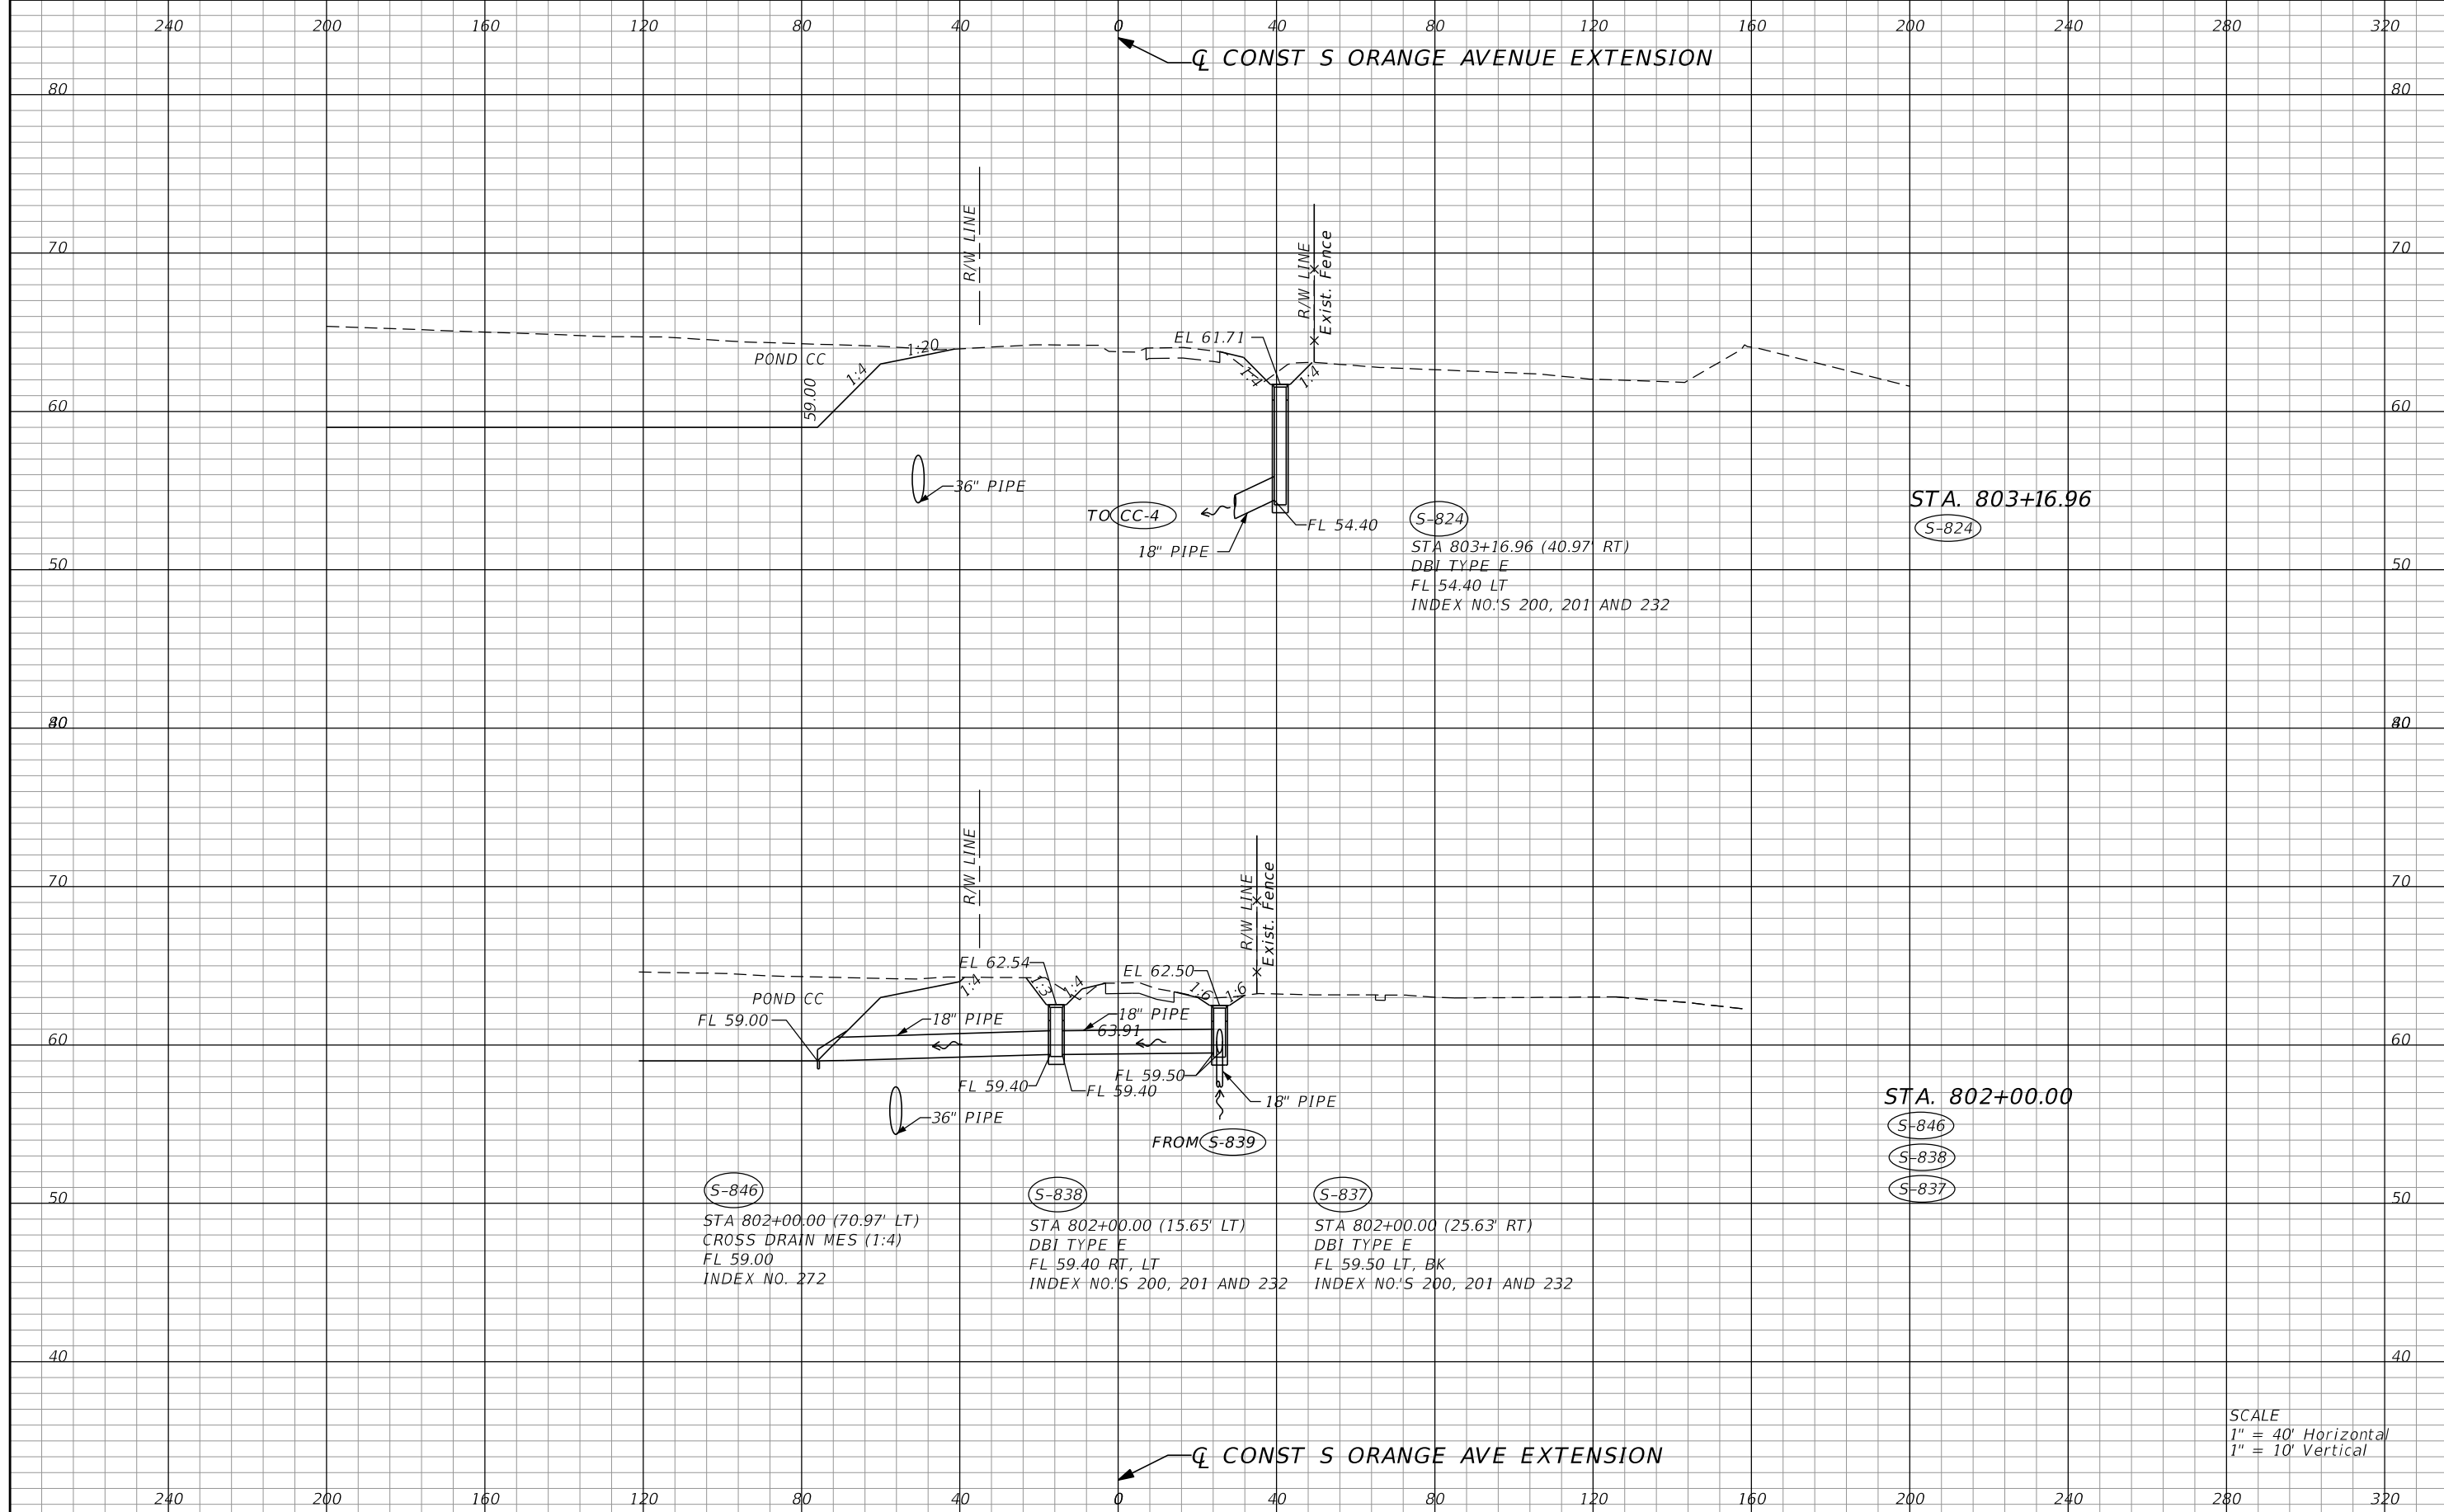 240 200 160 120 80 40 0 40 80 120 160 200 240 280 320
℄ CONST S ORANGE AVENUE EXTENSION
80 80
70 70
R/W LINE
R/W LINE
Exist. Fence
EL 61.71
POND CC
1:20
1:4
59.00
1:4
1:4
60 60
36" PIPE
TO CC-4
FL 54.40
18" PIPE
S-824
STA 803+16.96 (40.97' RT)
DBI TYPE E
FL 54.40 LT
INDEX NO.'S 200, 201 AND 232
STA. 803+16.96
S-824
50 50
40 40
80 80
70 70
R/W LINE
R/W LINE
Exist. Fence
EL 62.54
EL 62.50
1:4
1:3
1:4
1:6
1:6
POND CC
FL 59.00
18" PIPE
18" PIPE
63.91
60 60
FL 59.40
FL 59.40
FL 59.50
18" PIPE
36" PIPE
FROM S-839
STA. 802+00.00
S-846
S-838
S-837
50 50
S-846
STA 802+00.00 (70.97' LT)
CROSS DRAIN MES (1:4)
FL 59.00
INDEX NO. 272
S-838
STA 802+00.00 (15.65' LT)
DBI TYPE E
FL 59.40 RT, LT
INDEX NO.'S 200, 201 AND 232
S-837
STA 802+00.00 (25.63' RT)
DBI TYPE E
FL 59.50 LT, BK
INDEX NO.'S 200, 201 AND 232
40 40
SCALE
1" = 40' Horizontal
1" = 10' Vertical
℄ CONST S ORANGE AVE EXTENSION
240 200 160 120 80 40 0 40 80 120 160 200 240 280 320